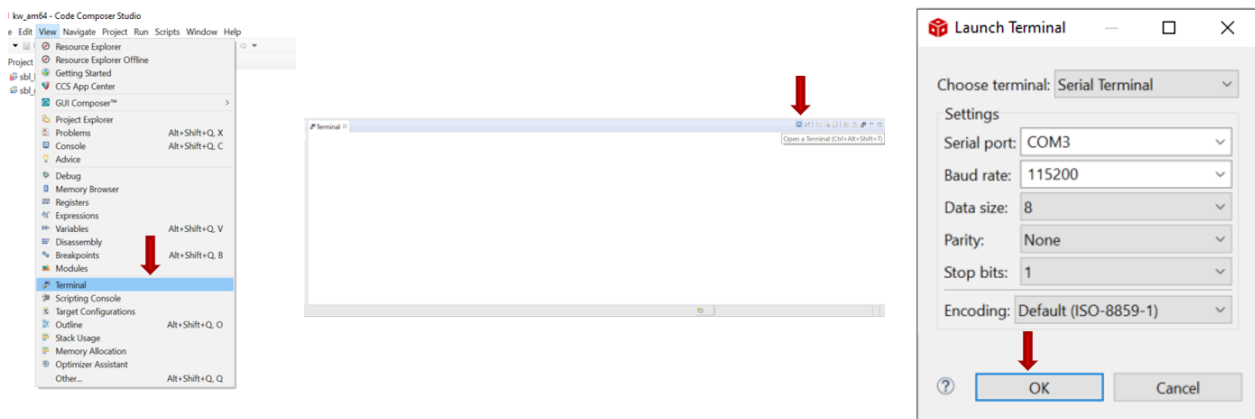 kw_am64 - Code Composer Studio
e Edit View Navigate Project Run Scripts Window Help
Project
sbl_
sbl_
Resource Explorer
Resource Explorer Offline
Getting Started
CCS App Center
GUI Composer™
Project Explorer
Problems Alt+Shift+Q, X
Console Alt+Shift+Q, C
Advice
Debug
Memory Browser
Registers
Expressions
Variables Alt+Shift+Q, V
Disassembly
Breakpoints Alt+Shift+Q, B
Modules
Terminal
Scripting Console
Target Configurations
Outline Alt+Shift+Q, O
Stack Usage
Memory Allocation
Optimizer Assistant
Other... Alt+Shift+Q, Q
Terminal
Open a Terminal (Ctrl+Alt+Shift+T)
Launch Terminal
Choose terminal: Serial Terminal
Settings
Serial port: COM3
Baud rate: 115200
Data size: 8
Parity: None
Stop bits: 1
Encoding: Default (ISO-8859-1)
OK Cancel